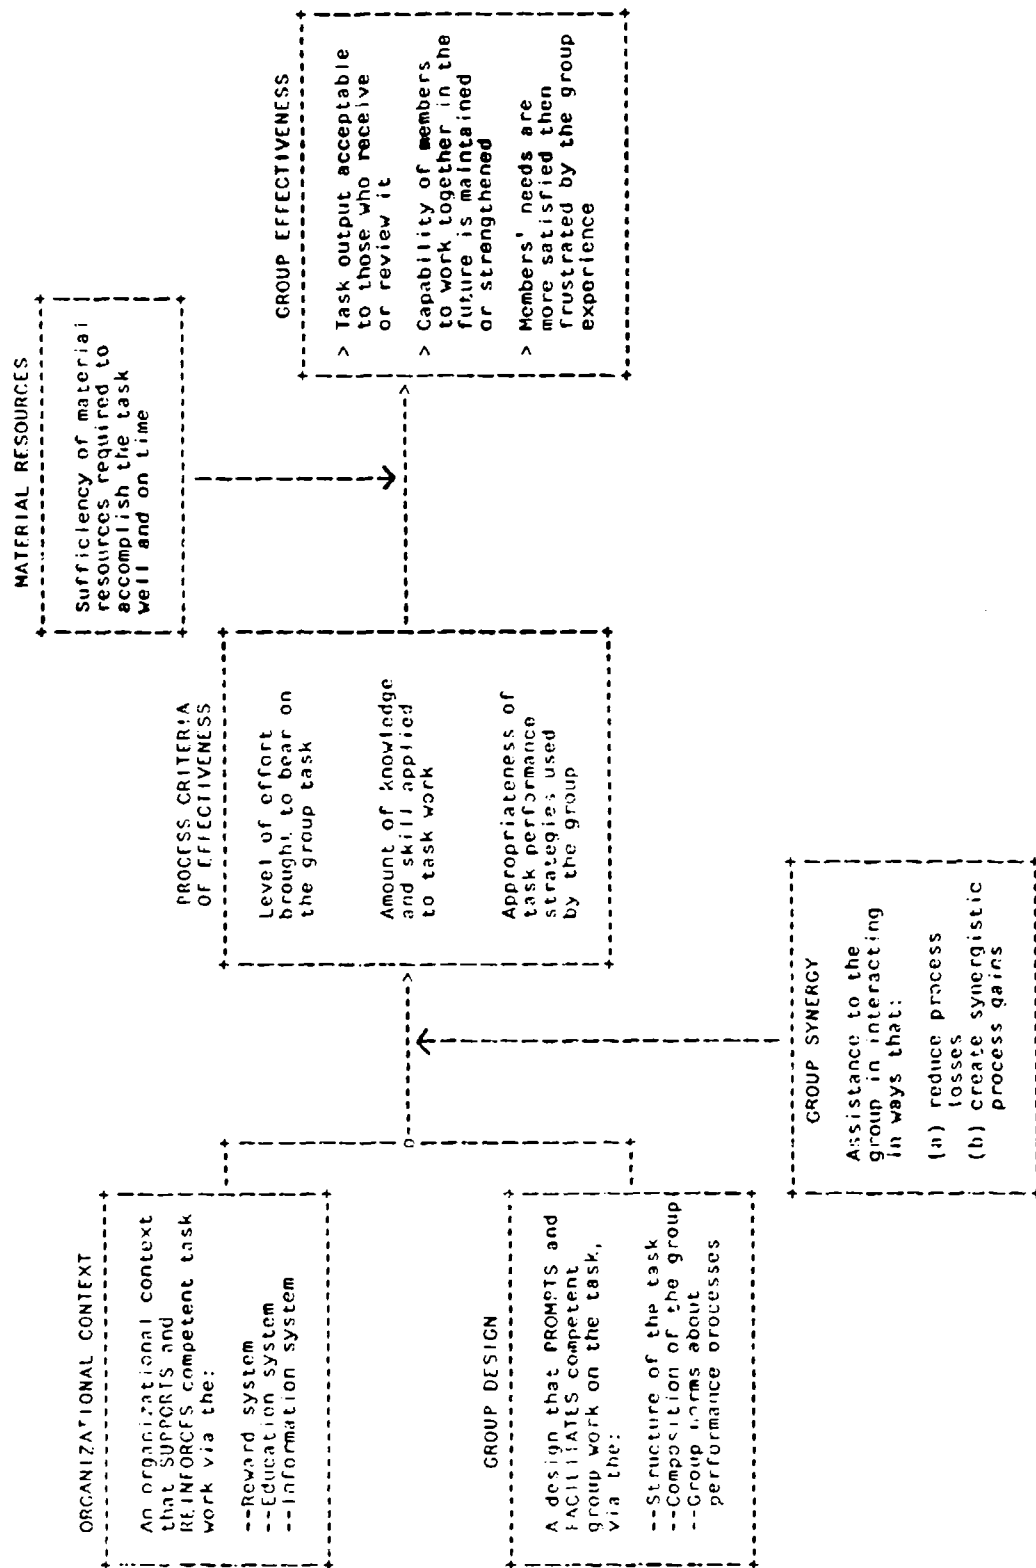 ORGANIZATIONAL CONTEXT
An organizational context
that SUPPORTS and
REINFORCES competent task
work via the:
--Reward system
--Education system
--Information system
GROUP DESIGN
A design that PROMPTS and
FACILITATES competent
group work on the task,
via the:
--Structure of the task
--Composition of the group
--Group norms about
performance processes
GROUP SYNERGY
Assistance to the
group in interacting
in ways that:
(a) reduce process
losses
(b) create synergistic
process gains
PROCESS CRITERIA
OF EFFECTIVENESS
Level of effort
brought to bear on
the group task
Amount of knowledge
and skill applied
to task work
Appropriateness of
task performance
strategies used
by the group
MATERIAL RESOURCES
Sufficiency of material
resources required to
accomplish the task
well and on time
GROUP EFFECTIVENESS
> Task output acceptable
to those who receive
or review it
> Capability of members
to work together in the
future is maintained
or strengthened
> Members' needs are
more satisfied then
frustrated by the group
experience